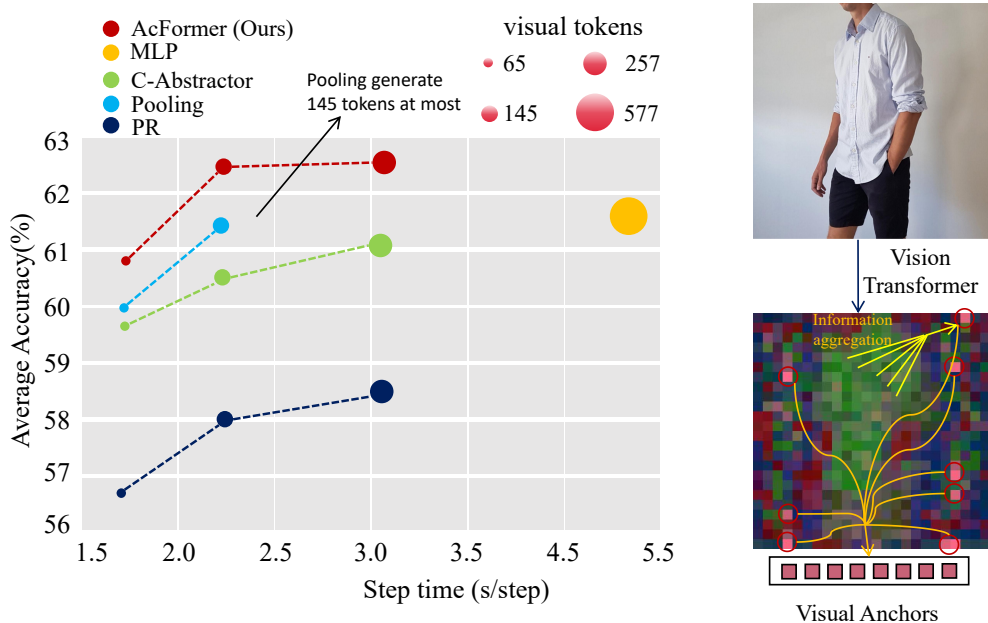 AcFormer (Ours)
MLP
C-Abstractor
Pooling
PR
Pooling generate
145 tokens at most
visual tokens
65
257
145
577
63
62
61
60
59
58
57
56
Average Accuracy(%)
1.5
2.0
2.5
3.0
3.5
4.5
5.5
Step time (s/step)
Vision
Transformer
Information
aggregation
Visual Anchors